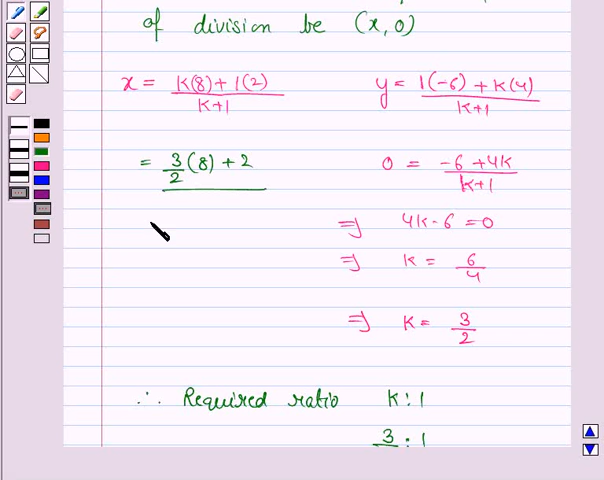 of division be (x, 0)
x = K(8) + 1(2) / K+1    y = 1(-6) + K(4) / K+1
= 3/2 (8) + 2    0 = -6 + 4K / K+1
⇒ 4K - 6 = 0
⇒ K = 6/4
⇒ K = 3/2
∴ Required ratio K : 1
3 : 1